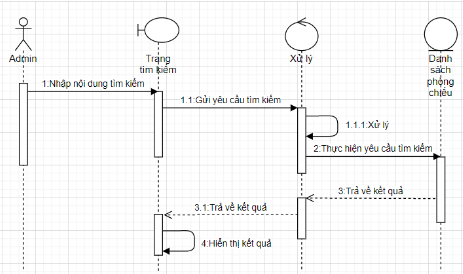 Admin
Trang
tìm kiếm
Xử lý
Danh
sách
phòng
chiếu
1:Nhập nội dung tìm kiếm
1.1:Gửi yêu cầu tìm kiếm
1.1.1:Xử lý
2:Thực hiện yêu cầu tìm kiếm
3:Trả về kết quả
3.1:Trả về kết quả
4:Hiển thị kết quả